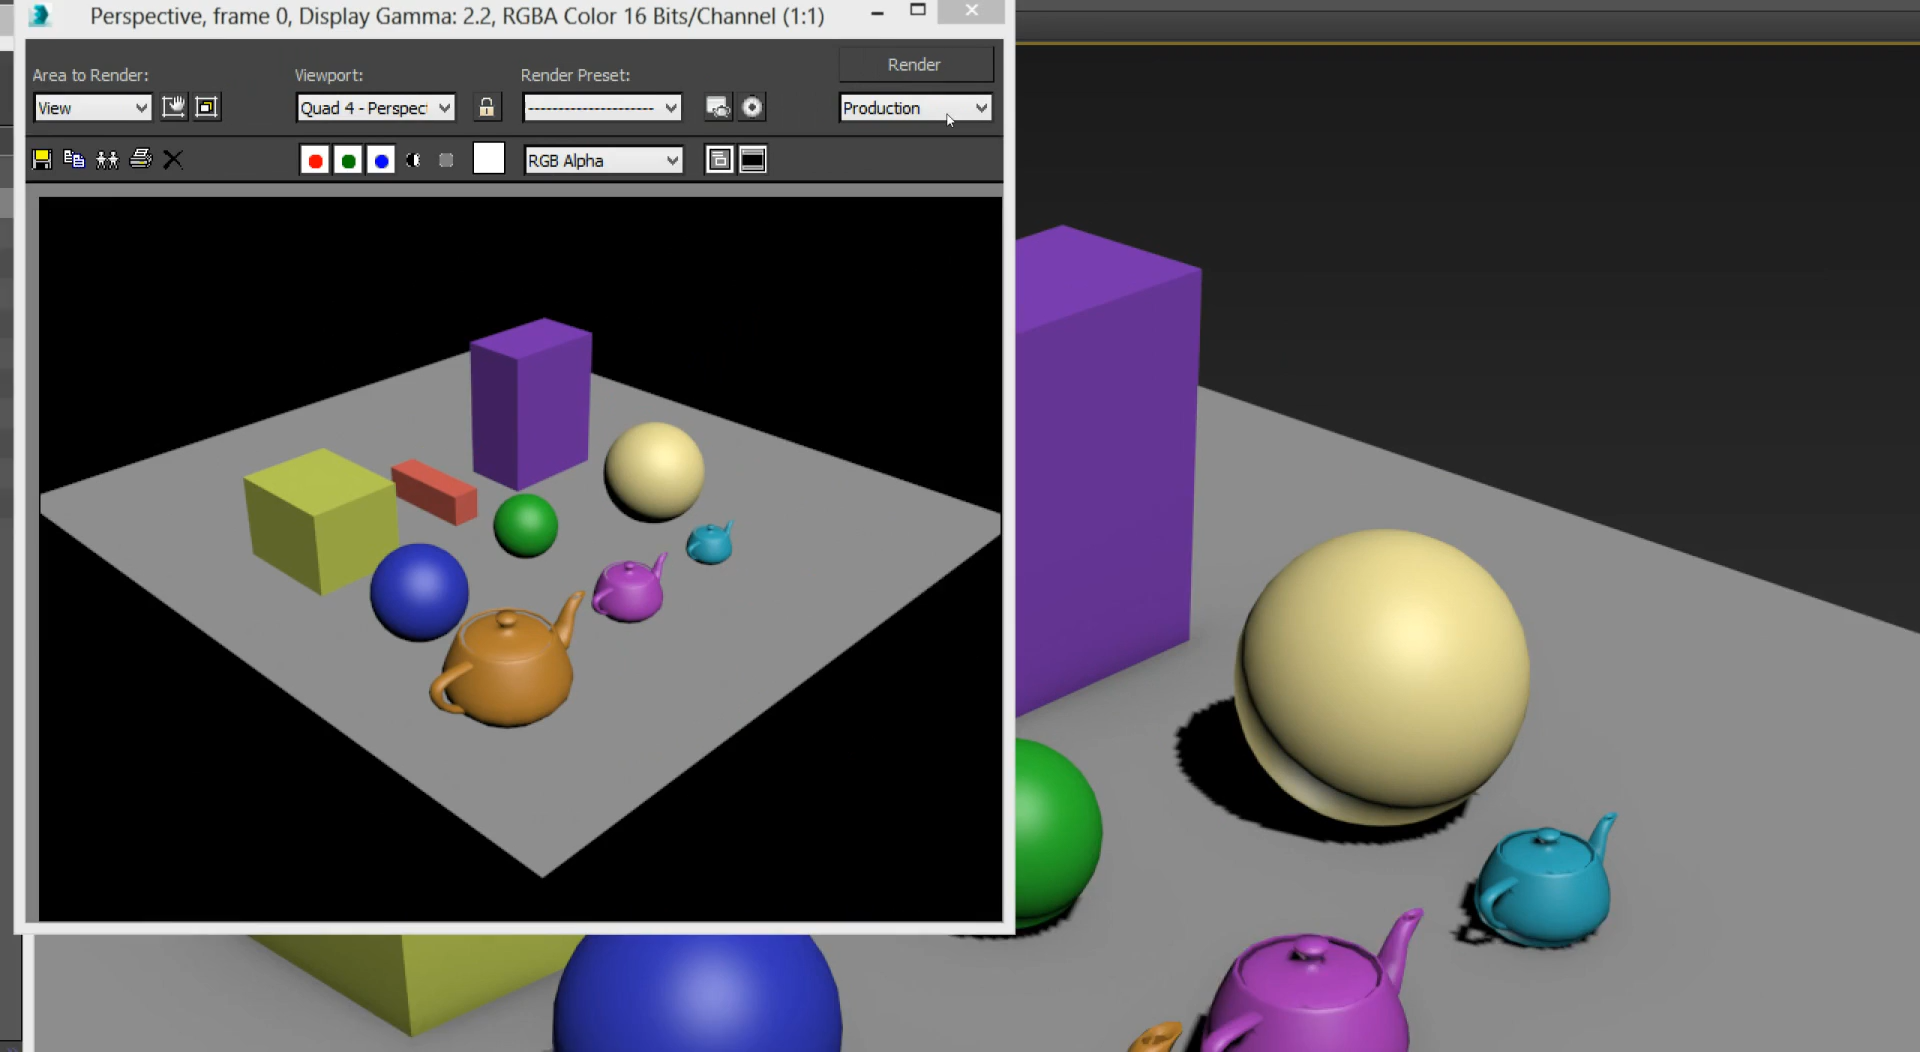 Perspective, frame 0, Display Gamma: 2.2, RGBA Color 16 Bits/Channel (1:1)
Render
Area to Render:
Viewport:
Render Preset:
View
Quad 4 - Perspec
Production
RGB Alpha